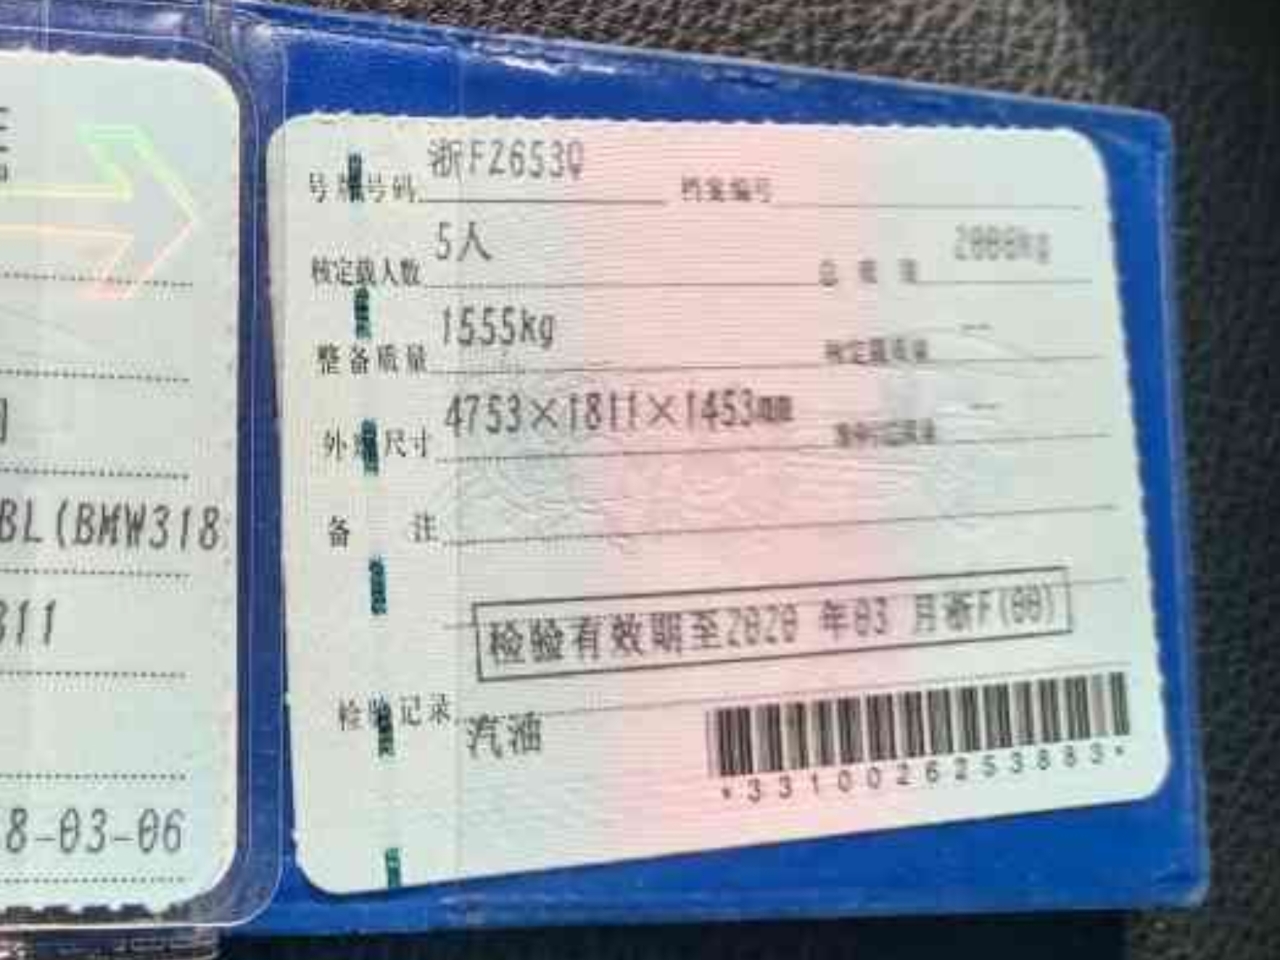 BL(BMW318
311
8-03-06
号牌号码 浙F2653Q 档案编号
核定载人数 5人 总质量 2000kg
整备质量 1555kg 核定载质量 --
外廓尺寸 4753×1811×1453mm 准牵引总质量 --
备注
检验有效期至2020 年03 月浙F(00)
检验记录 汽油
*3310026253883*